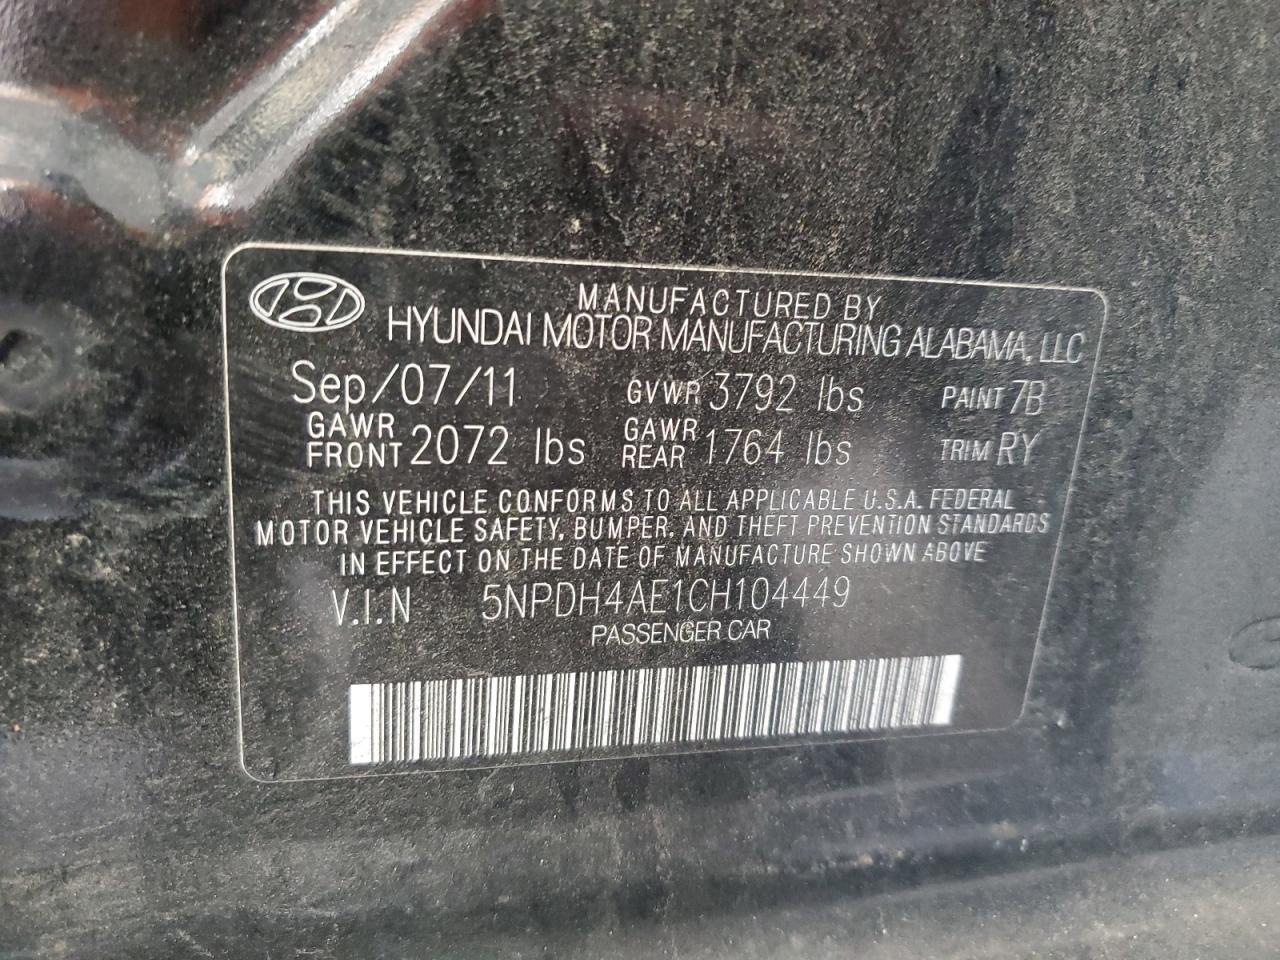 MANUFACTURED BY
HYUNDAI MOTOR MANUFACTURING ALABAMA, LLC
Sep/07/11 GVWR 3792 lbs PAINT 7B
GAWR FRONT 2072 lbs GAWR REAR 1764 lbs TRIM RY
THIS VEHICLE CONFORMS TO ALL APPLICABLE U.S.A. FEDERAL
MOTOR VEHICLE SAFETY, BUMPER, AND THEFT PREVENTION STANDARDS
IN EFFECT ON THE DATE OF MANUFACTURE SHOWN ABOVE
V.I.N 5NPDH4AE1CH104449
PASSENGER CAR